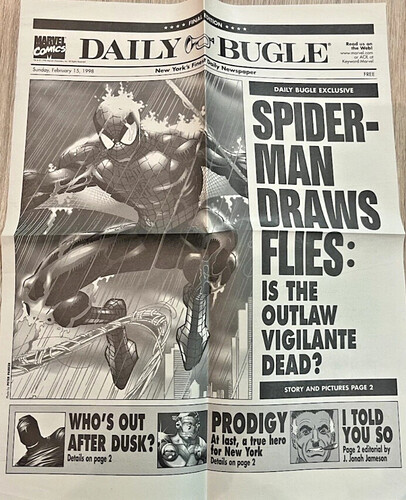 ★★★★★ FINAL EDITION ★★★★★
MARVEL COMICS
DAILY BUGLE®
Read us on
the Web!
www.marvel.com
or AOL at
Keyword Marvel
Sunday, February 15, 1998
New York's Finest Daily Newspaper
FREE
DAILY BUGLE EXCLUSIVE
SPIDER-
MAN
DRAWS
FLIES:
IS THE
OUTLAW
VIGILANTE
DEAD?
STORY AND PICTURES PAGE 2
WHO'S OUT
AFTER DUSK?
Details on page 2
PRODIGY
At last, a true hero
for New York
Details on page 2
I TOLD
YOU SO
Page 2 editorial by
J. Jonah Jameson